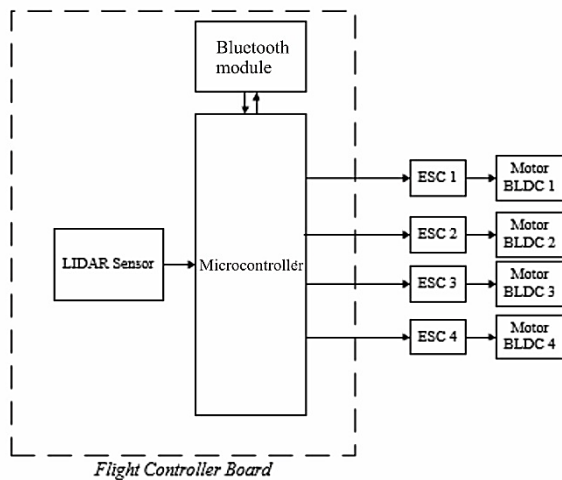 Bluetooth
module
LIDAR Sensor
Microcontroller
ESC 1
Motor
BLDC 1
ESC 2
Motor
BLDC 2
ESC 3
Motor
BLDC 3
ESC 4
Motor
BLDC 4
Flight Controller Board